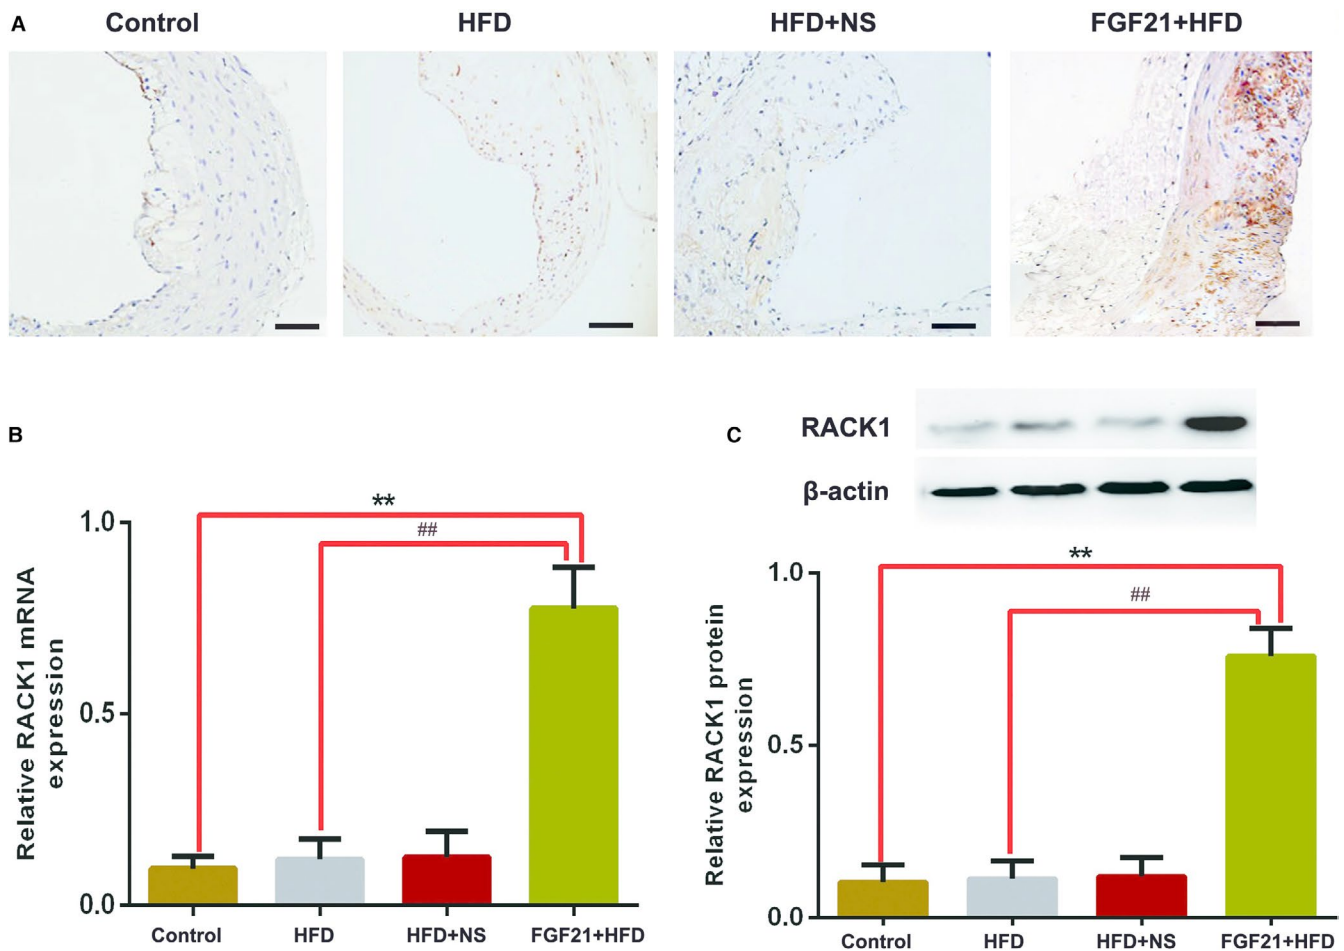 A
Control
HFD
HFD+NS
FGF21+HFD
B
**
##
1.0
0.5
0.0
Relative RACK1 mRNA
expression
Control
HFD
HFD+NS
FGF21+HFD
C
RACK1
β-actin
**
##
1.0
0.5
0.0
Relative RACK1 protein
expression
Control
HFD
HFD+NS
FGF21+HFD